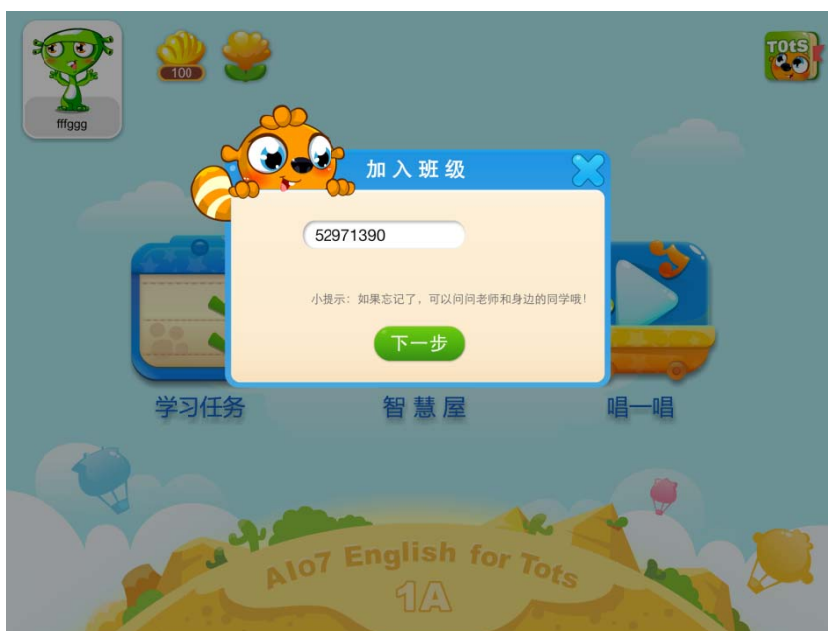 TOtS
100
fffggg
加入班级
52971390
小提示：如果忘记了，可以问问老师和身边的同学哦！
下一步
学习任务
智慧屋
唱一唱
Alo7 English for Tots
1A